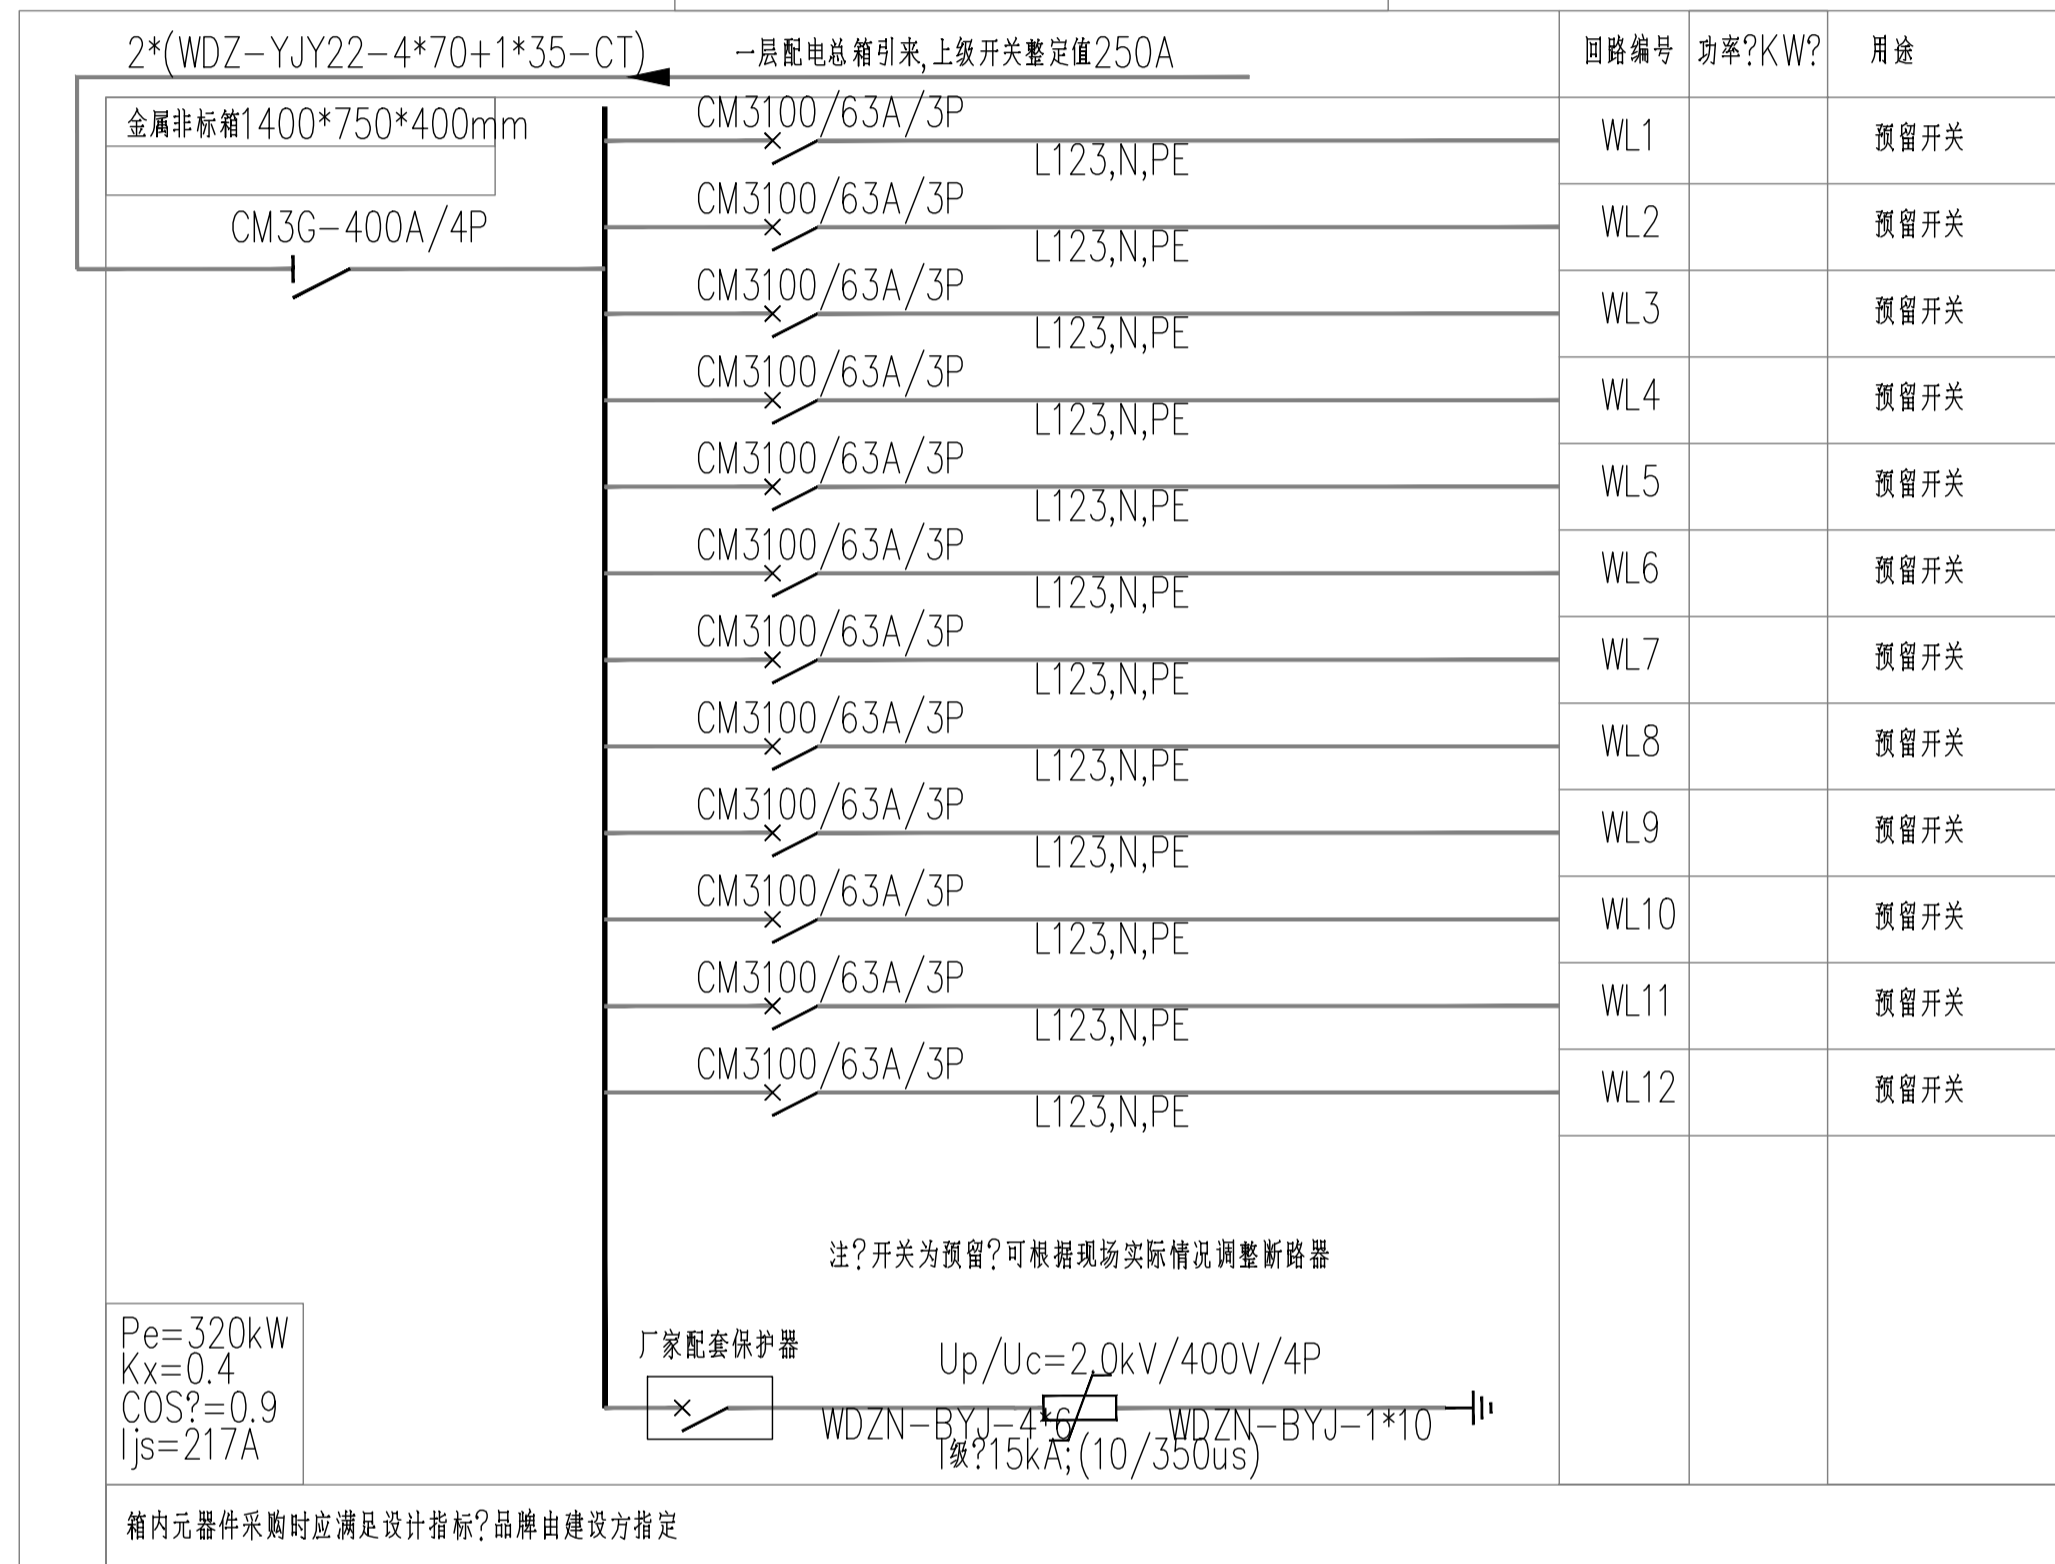 2*(WDZ-YJY22-4*70+1*35-CT)
一层配电总箱引来,上级开关整定值250A
回路编号 功率?KW? 用途
金属非标箱1400*750*400mm
CM3G-400A/4P
CM3100/63A/3P
L123,N,PE
WL1 预留开关
CM3100/63A/3P
L123,N,PE
WL2 预留开关
CM3100/63A/3P
L123,N,PE
WL3 预留开关
CM3100/63A/3P
L123,N,PE
WL4 预留开关
CM3100/63A/3P
L123,N,PE
WL5 预留开关
CM3100/63A/3P
L123,N,PE
WL6 预留开关
CM3100/63A/3P
L123,N,PE
WL7 预留开关
CM3100/63A/3P
L123,N,PE
WL8 预留开关
CM3100/63A/3P
L123,N,PE
WL9 预留开关
CM3100/63A/3P
L123,N,PE
WL10 预留开关
CM3100/63A/3P
L123,N,PE
WL11 预留开关
CM3100/63A/3P
L123,N,PE
WL12 预留开关
注?开关为预留?可根据现场实际情况调整断路器
Pe=320kW
Kx=0.4
COS?=0.9
Ijs=217A
厂家配套保护器
Up/Uc=2.0kV/400V/4P
WDZN-BYJ-4*6
WDZN-BYJ-1*10
I级?15kA;(10/350us)
箱内元器件采购时应满足设计指标?品牌由建设方指定